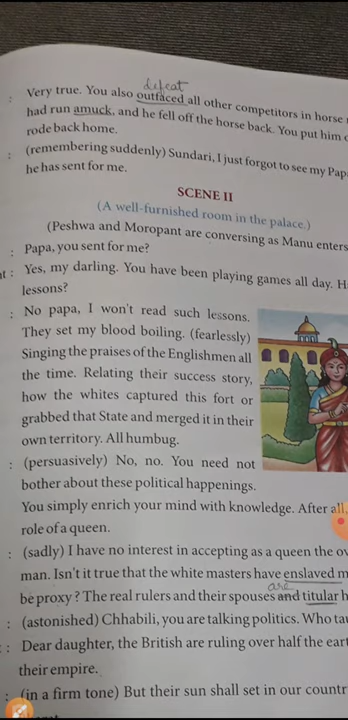 defeat
: Very true. You also outfaced all other competitors in horse
had run amuck, and he fell off the horse back. You put him
rode back home.
: (remembering suddenly) Sundari, I just forgot to see my Pap
he has sent for me.
SCENE II
(A well-furnished room in the palace.)
(Peshwa and Moropant are conversing as Manu enters
: Papa, you sent for me?
nt : Yes, my darling. You have been playing games all day. H
lessons?
: No papa, I won't read such lessons.
They set my blood boiling. (fearlessly)
Singing the praises of the Englishmen all
the time. Relating their success story,
how the whites captured this fort or
grabbed that State and merged it in their
own territory. All humbug.
: (persuasively) No, no. You need not
bother about these political happenings.
You simply enrich your mind with knowledge. After all,
role of a queen.
: (sadly) I have no interest in accepting as a queen the ov
man. Isn't it true that the white masters have enslaved m
are
be proxy ? The real rulers and their spouses and titular h
: (astonished) Chhabili, you are talking politics. Who tau
: Dear daughter, the British are ruling over half the eart
their empire.
: (in a firm tone) But their sun shall set in our countr